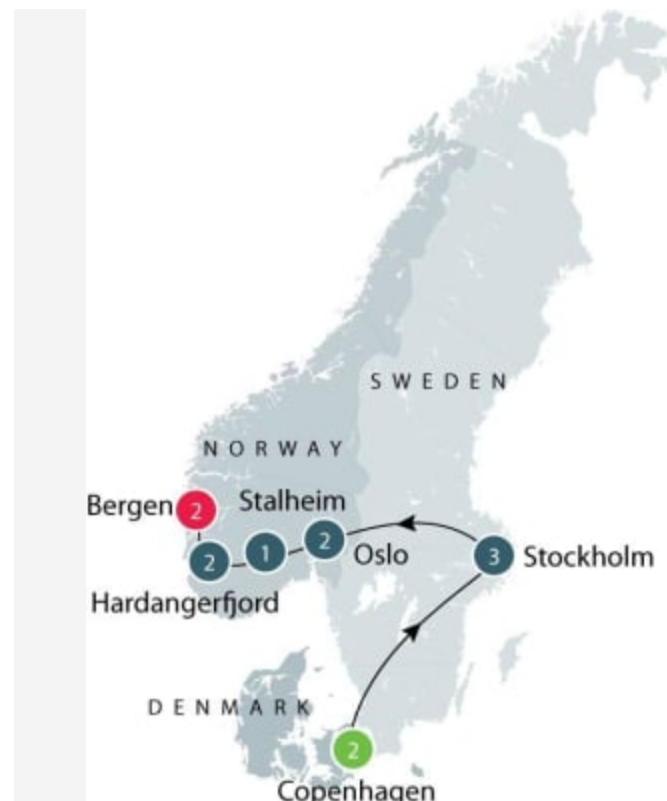 SWEDEN
NORWAY
Bergen
2
Stalheim
2
1
2
Oslo
3
Stockholm
Hardangerfjord
DENMARK
2
Copenhagen